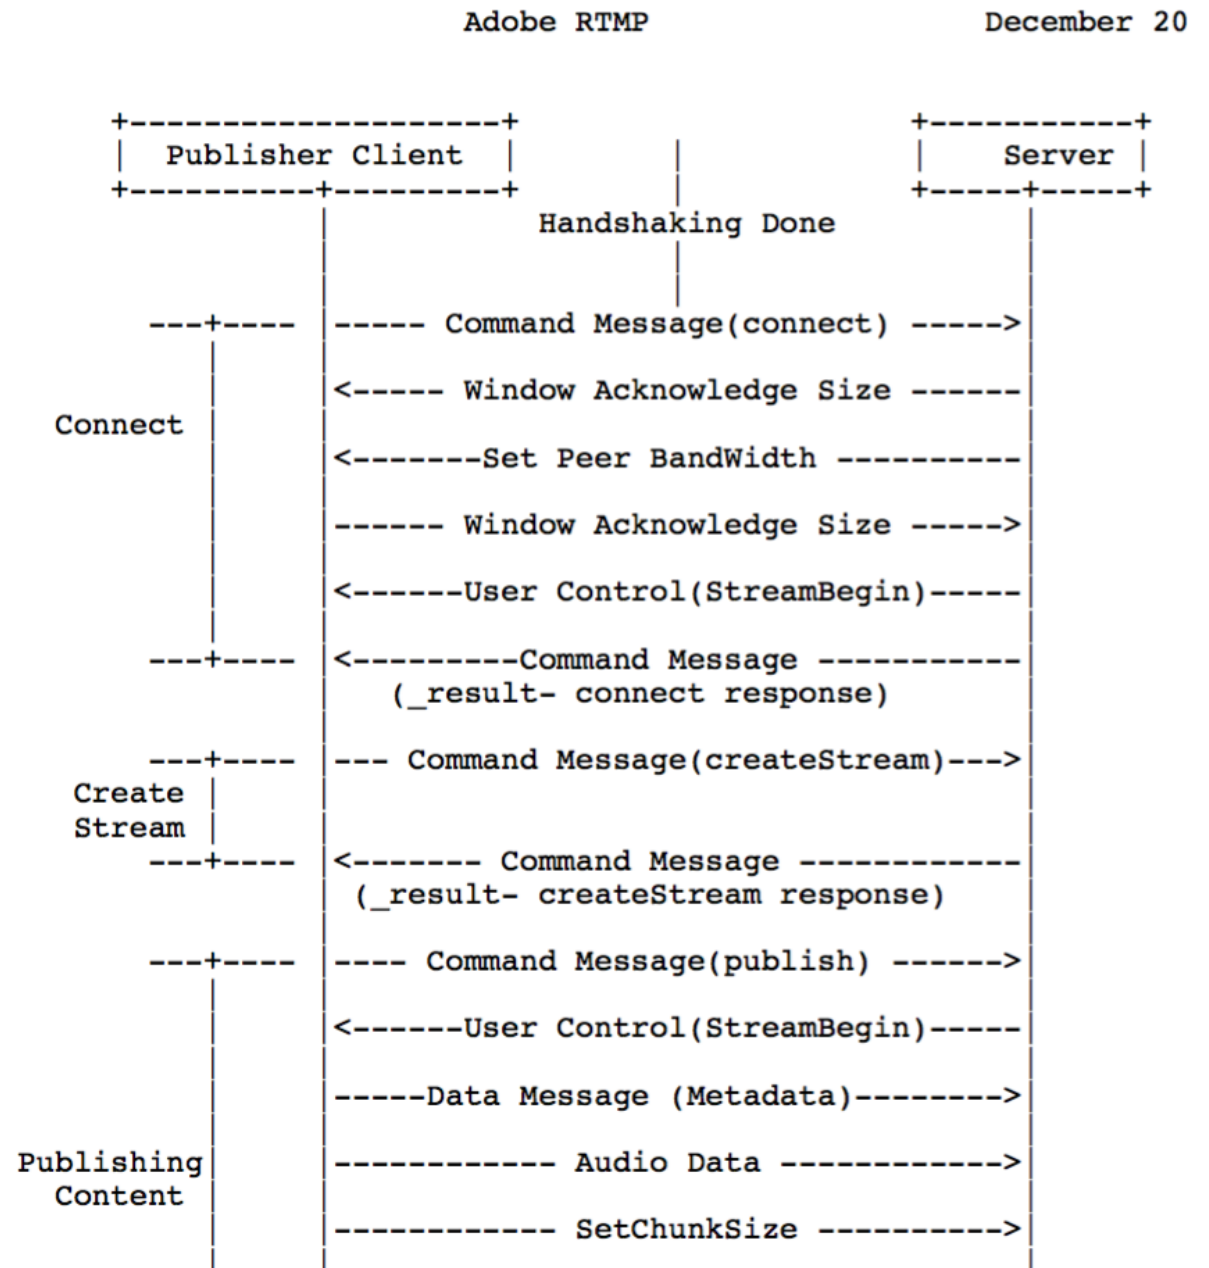 Adobe RTMP December 20
Publisher Client Server
Handshaking Done
Command Message(connect)
Window Acknowledge Size
Connect
Set Peer BandWidth
Window Acknowledge Size
User Control(StreamBegin)
Command Message
(_result- connect response)
Command Message(createStream)
Create
Stream
Command Message
(_result- createStream response)
Command Message(publish)
User Control(StreamBegin)
Data Message (Metadata)
Publishing Audio Data
Content
SetChunkSize